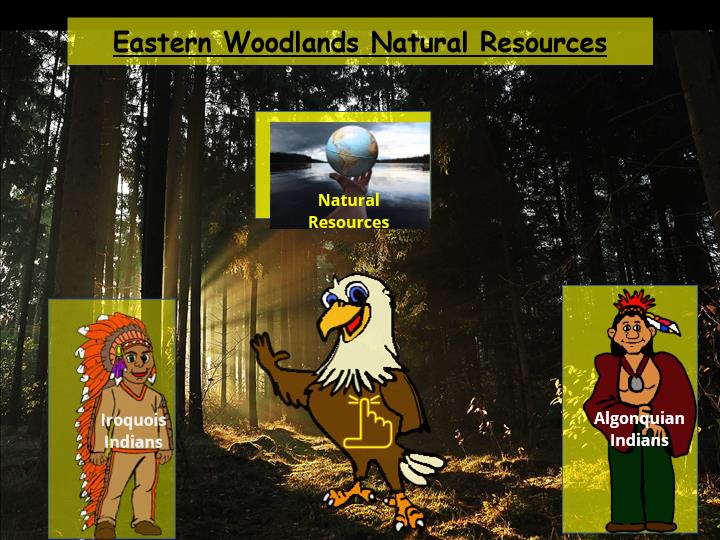 Eastern Woodlands Natural Resources
Natural
Resources
Iroquois
Indians
Algonquian
Indians